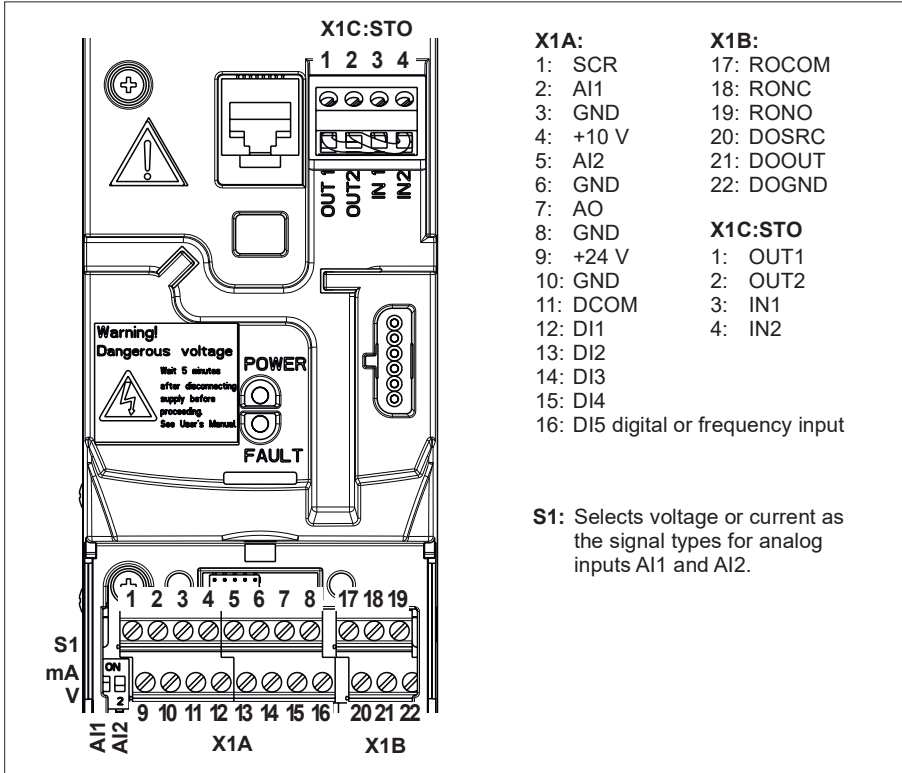 X1C:STO
1 2 3 4
OUT 1
OUT2
IN 1
IN2
Warning!
Dangerous voltage
Wait 5 minutes
after disconnecting
supply before
proceeding.
See User's Manual.
POWER
FAULT
1 2 3 4 5 6 7 8 17 18 19
S1
mA
V
ON
2
9 10 11 12 13 14 15 16 20 21 22
AI1
AI2
X1A X1B
X1A:
1: SCR
2: AI1
3: GND
4: +10 V
5: AI2
6: GND
7: AO
8: GND
9: +24 V
10: GND
11: DCOM
12: DI1
13: DI2
14: DI3
15: DI4
16: DI5 digital or frequency input
X1B:
17: ROCOM
18: RONC
19: RONO
20: DOSRC
21: DOOUT
22: DOGND
X1C:STO
1: OUT1
2: OUT2
3: IN1
4: IN2
S1: Selects voltage or current as
the signal types for analog
inputs AI1 and AI2.